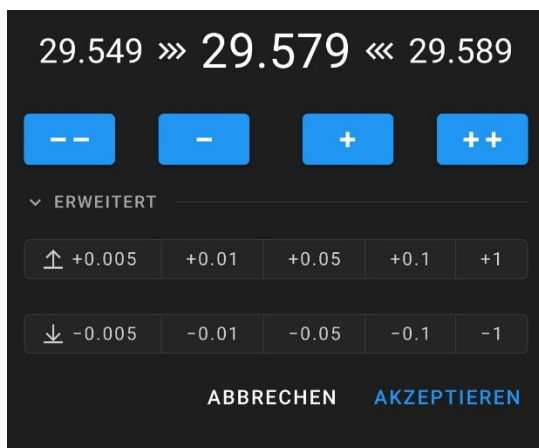 29.549 >>> 29.579 <<< 29.589
-- - + ++
ERWEITERT
+0.005 +0.01 +0.05 +0.1 +1
-0.005 -0.01 -0.05 -0.1 -1
ABBRECHEN AKZEPTIEREN